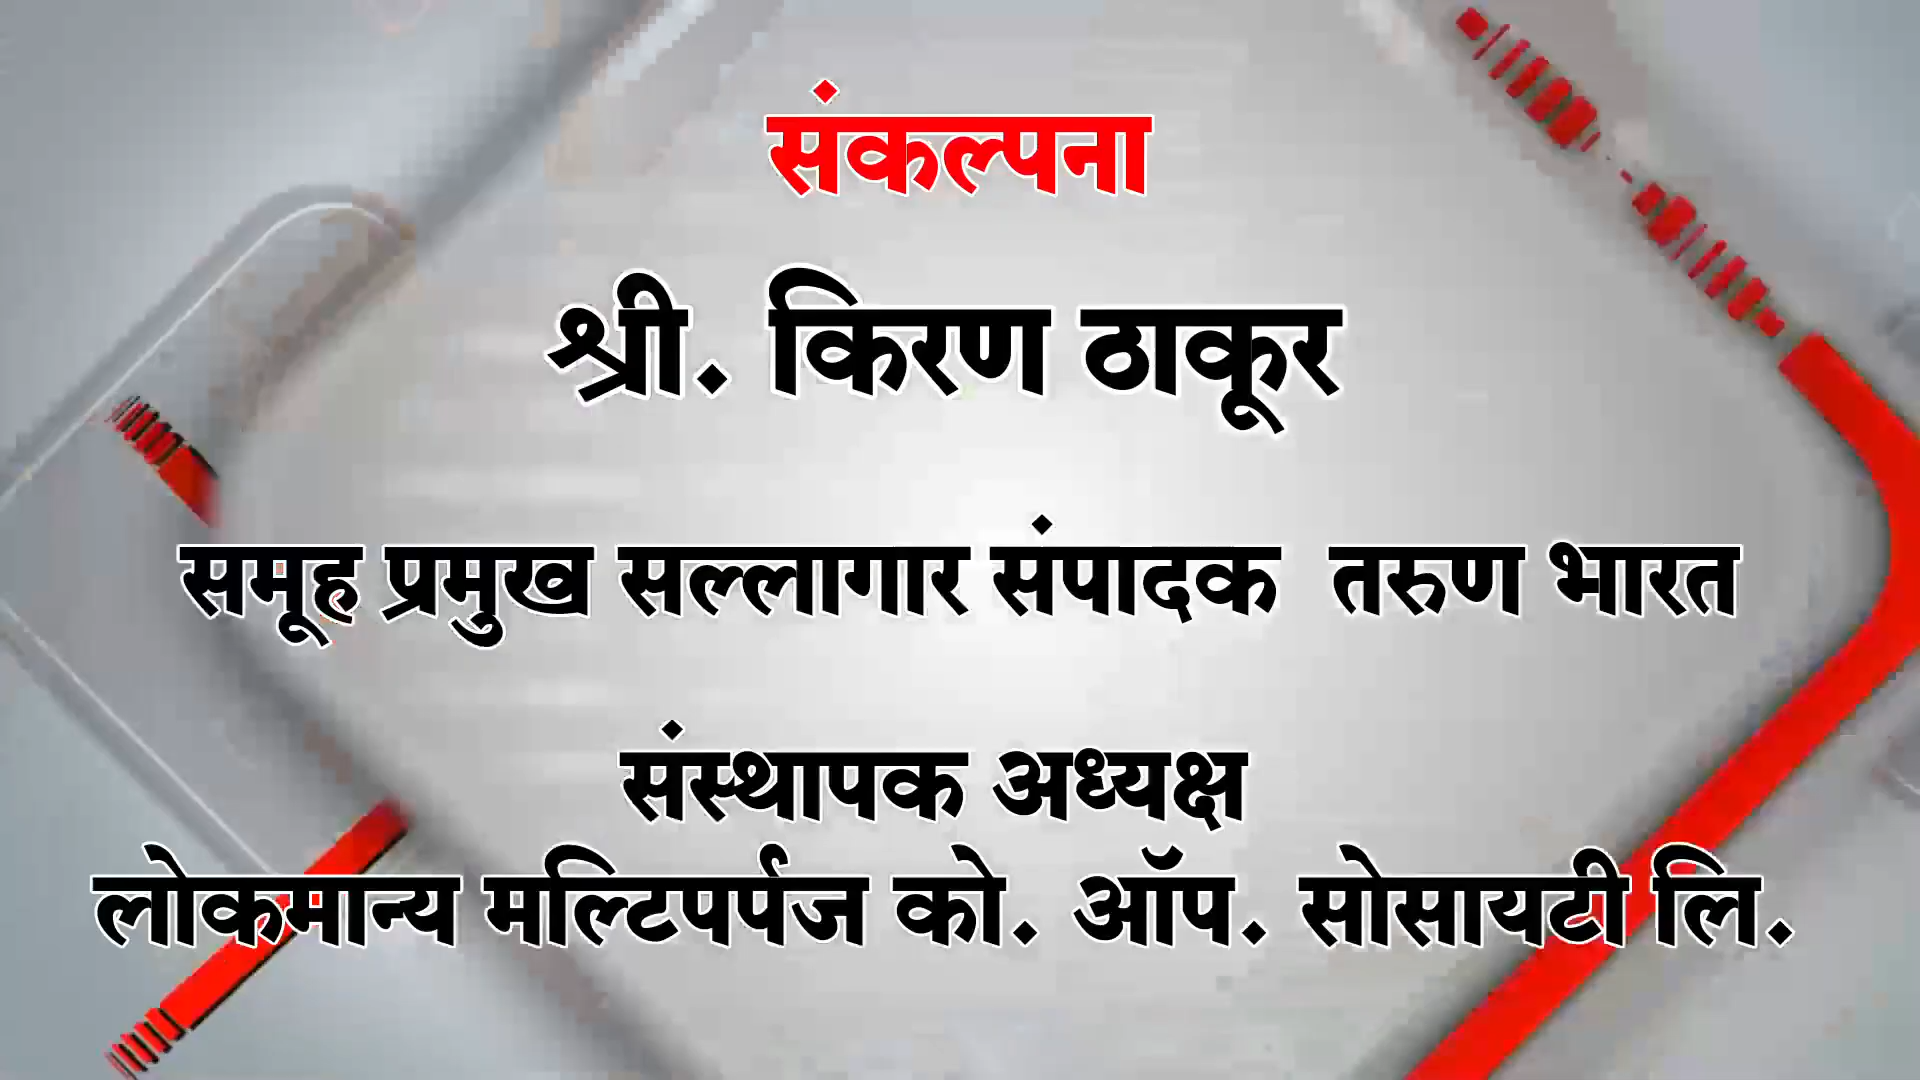 संकल्पना
श्री. किरण ठाकूर
समूह प्रमुख सल्लागार संपादक तरुण भारत
संस्थापक अध्यक्ष
लोकमान्य मल्टिपर्पज को. ऑप. सोसायटी लि.